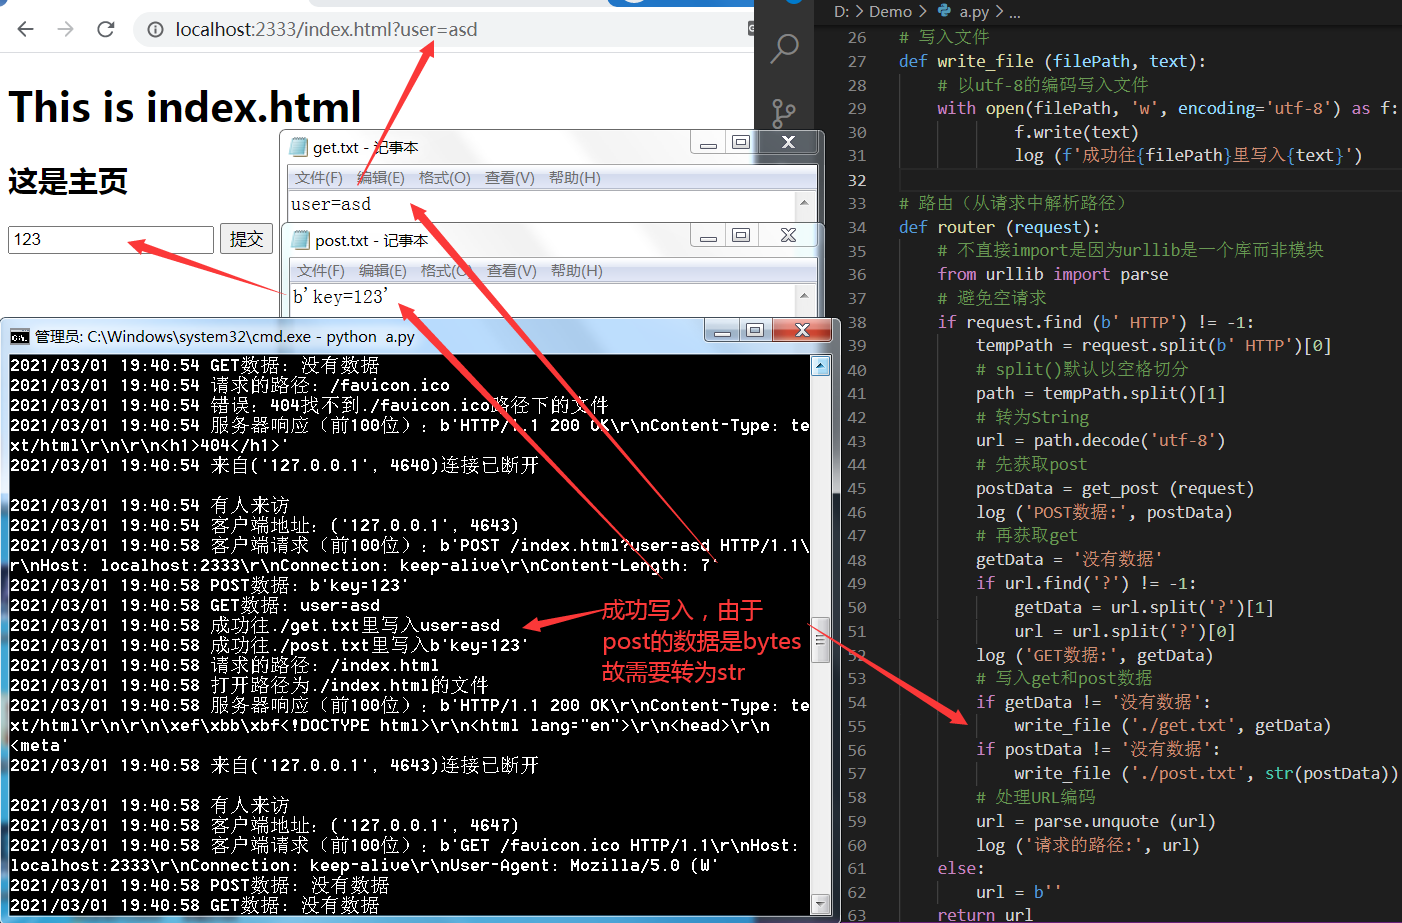 localhost:2333/index.html?user=asd
This is index.html
这是主页
123
提交
get.txt - 记事本
文件(F) 编辑(E) 格式(O) 查看(V) 帮助(H)
user=asd
post.txt - 记事本
文件(F) 编辑(E) 格式(O) 查看(V) 帮助(H)
b'key=123'
管理员: C:\Windows\system32\cmd.exe - python a.py
2021/03/01 19:40:54 GET数据: 没有数据
2021/03/01 19:40:54 请求的路径: /favicon.ico
2021/03/01 19:40:54 错误: 404找不到./favicon.ico路径下的文件
2021/03/01 19:40:54 服务器响应（前100位）: b'HTTP/1.1 200 OK\r\nContent-Type: te
xt/html\r\n\r\n<h1>404</h1>'
2021/03/01 19:40:54 来自('127.0.0.1', 4640)连接已断开
2021/03/01 19:40:54 有人来访
2021/03/01 19:40:54 客户端地址: ('127.0.0.1', 4643)
2021/03/01 19:40:58 客户端请求（前100位）: b'POST /index.html?user=asd HTTP/1.1\
r\nHost: localhost:2333\r\nConnection: keep-alive\r\nContent-Length: 7'
2021/03/01 19:40:58 POST数据: b'key=123'
2021/03/01 19:40:58 GET数据: user=asd
2021/03/01 19:40:58 成功往./get.txt里写入user=asd
2021/03/01 19:40:58 成功往./post.txt里写入b'key=123'
2021/03/01 19:40:58 请求的路径: /index.html
2021/03/01 19:40:58 打开路径为./index.html的文件
2021/03/01 19:40:58 服务器响应（前100位）: b'HTTP/1.1 200 OK\r\nContent-Type: te
xt/html\r\n\r\n\xef\xbb\xbf<!DOCTYPE html>\r\n<html lang="en">\r\n<head>\r\n
<meta'
2021/03/01 19:40:58 来自('127.0.0.1', 4643)连接已断开
2021/03/01 19:40:58 有人来访
2021/03/01 19:40:58 客户端地址: ('127.0.0.1', 4647)
2021/03/01 19:40:58 客户端请求（前100位）: b'GET /favicon.ico HTTP/1.1\r\nHost:
localhost:2333\r\nConnection: keep-alive\r\nUser-Agent: Mozilla/5.0 (W'
2021/03/01 19:40:58 POST数据: 没有数据
2021/03/01 19:40:58 GET数据: 没有数据
成功写入，由于
post的数据是bytes
故需要转为str
D: > Demo > a.py > ...
26 # 写入文件
27 def write_file (filePath, text):
28 # 以utf-8的编码写入文件
29 with open(filePath, 'w', encoding='utf-8') as f:
30 f.write(text)
31 log (f'成功往{filePath}里写入{text}')
32
33 # 路由（从请求中解析路径）
34 def router (request):
35 # 不直接import是因为urllib是一个库而非模块
36 from urllib import parse
37 # 避免空请求
38 if request.find (b' HTTP') != -1:
39 tempPath = request.split(b' HTTP')[0]
40 # split()默认以空格切分
41 path = tempPath.split()[1]
42 # 转为String
43 url = path.decode('utf-8')
44 # 先获取post
45 postData = get_post (request)
46 log ('POST数据:', postData)
47 # 再获取get
48 getData = '没有数据'
49 if url.find('?') != -1:
50 getData = url.split('?')[1]
51 url = url.split('?')[0]
52 log ('GET数据:', getData)
53 # 写入get和post数据
54 if getData != '没有数据':
55 write_file ('./get.txt', getData)
56 if postData != '没有数据':
57 write_file ('./post.txt', str(postData))
58 # 处理URL编码
59 url = parse.unquote (url)
60 log ('请求的路径:', url)
61 else:
62 url = b''
63 return url